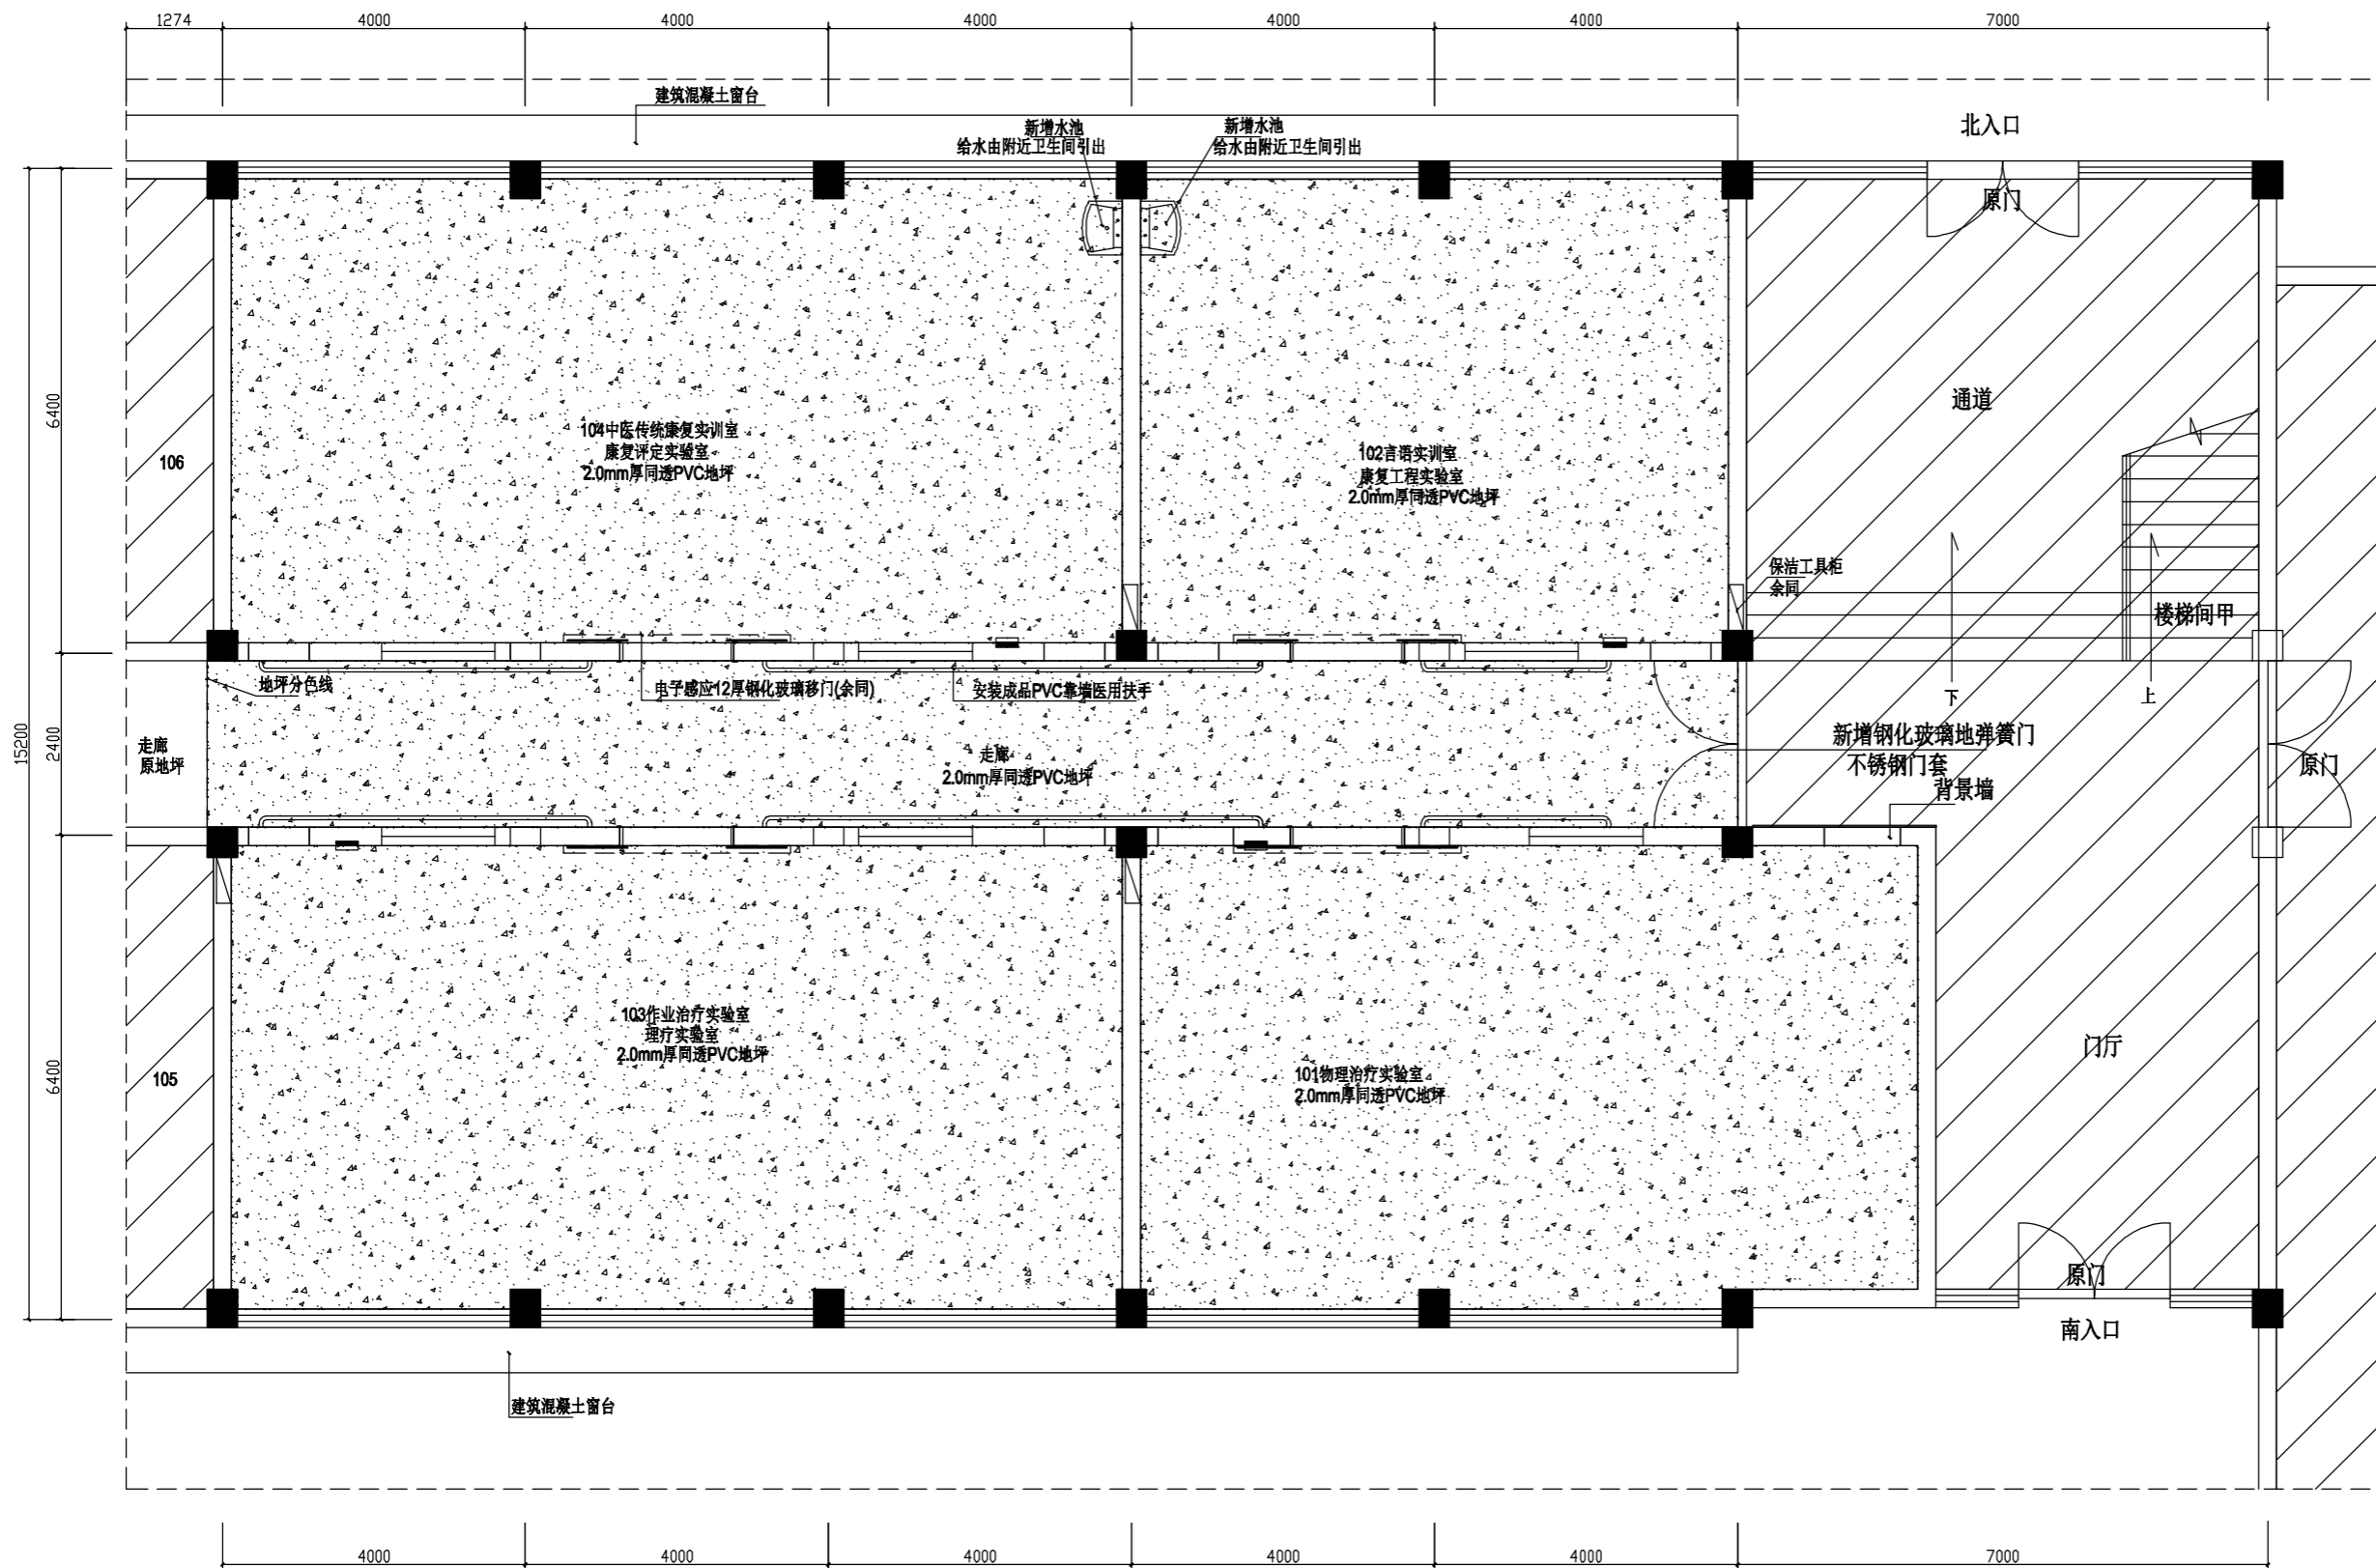 1274
4000
4000
4000
4000
4000
7000
建筑混凝土窗台
新增水池
给水由附近卫生间引出
新增水池
给水由附近卫生间引出
北入口
原门
通道
6400
106
104中医传统康复实训室
康复评定实验室
2.0mm厚同透PVC地坪
102言语实训室
康复工程实验室
2.0mm厚同透PVC地坪
保洁工具柜
余同
楼梯间甲
地坪分色线
电子感应12厚钢化玻璃移门(余同)
安装成品PVC靠墙医用扶手
下
上
15200
2400
走廊
原地坪
走廊
2.0mm厚同透PVC地坪
新增钢化玻璃地弹簧门
不锈钢门套
背景墙
原门
6400
105
103作业治疗实验室
理疗实验室
2.0mm厚同透PVC地坪
101物理治疗实验室
2.0mm厚同透PVC地坪
门厅
原门
南入口
建筑混凝土窗台
4000
4000
4000
4000
4000
7000